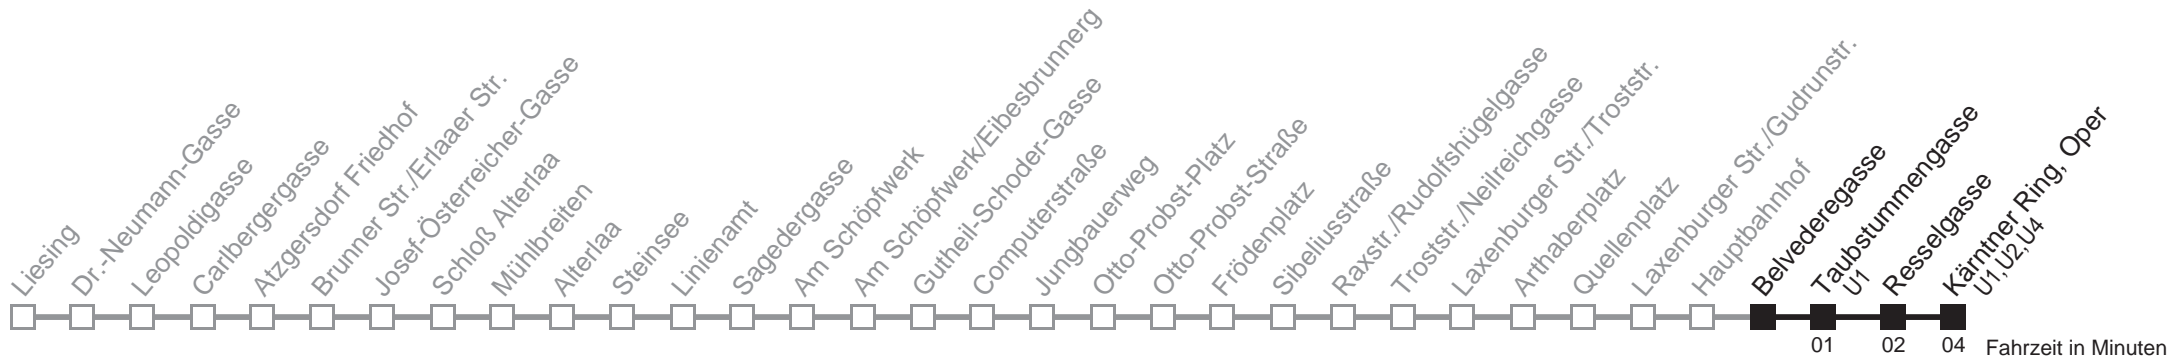 Liesing
Dr.-Neumann-Gasse
Leopoldigasse
Carlbergergasse
Atzgersdorf Friedhof
Brunner Str./Erlaaer Str.
Josef-Österreicher-Gasse
Schloß Alterlaa
Mühlbreiten
Alterlaa
Steinsee
Linienamt
Sagedergasse
Am Schöpfwerk
Am Schöpfwerk/Eibesbrunnerg
Gutheil-Schoder-Gasse
Computerstraße
Jungbauerweg
Otto-Probst-Platz
Otto-Probst-Straße
Frödenplatz
Sibeliusstraße
Raxstr./Rudolfshügelgasse
Troststr./Neilreichgasse
Laxenburger Str./Troststr.
Arthaberplatz
Quellenplatz
Laxenburger Str./Gudrunstr.
Hauptbahnhof
Belvederegasse
Taubstummengasse
U1
Resselgasse
Kärntner Ring, Oper
U1,U2,U4
01 02 04 Fahrzeit in Minuten